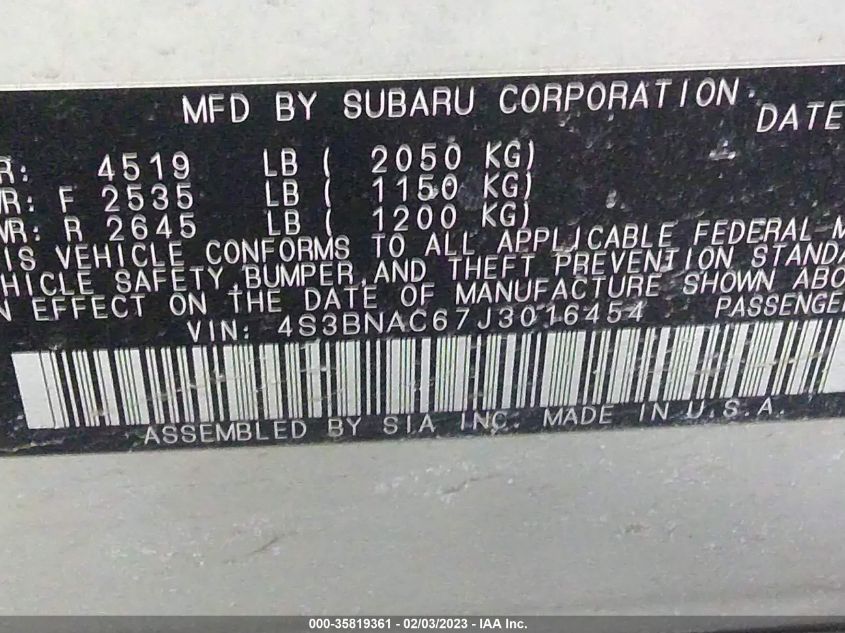 MFD BY SUBARU CORPORATION
DATE
R: 4519 LB ( 2050 KG)
WR: F 2535 LB ( 1150 KG)
WR: R 2645 LB ( 1200 KG)
IS VEHICLE CONFORMS TO ALL APPLICABLE FEDERAL M
HICLE SAFETY,BUMPER,AND THEFT PREVENTION STANDA
N EFFECT ON THE DATE OF MANUFACTURE SHOWN ABO
VIN: 4S3BNAC67J3016454 PASSENGE
ASSEMBLED BY SIA INC. MADE IN U.S.A.
000-35819361 - 02/03/2023 - IAA Inc.